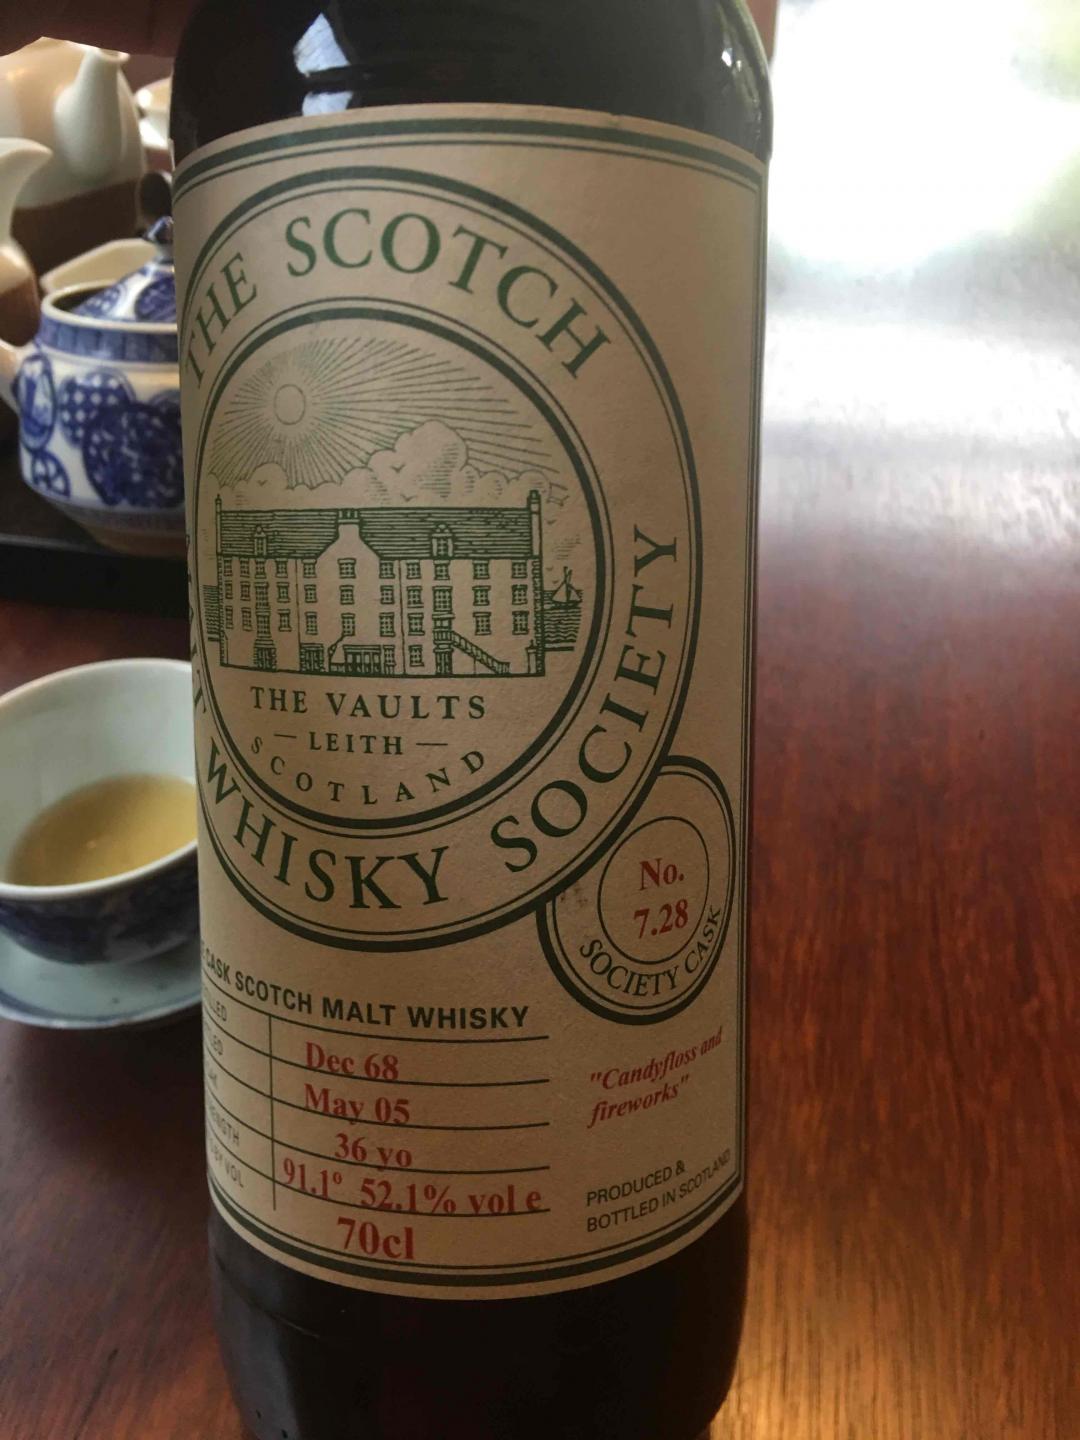 THE SCOTCH
WHISKY SOCIETY
THE VAULTS
— LEITH —
SCOTLAND
No.
7.28
SOCIETY CASK
CASK SCOTCH MALT WHISKY
Dec 68
May 05
36 yo
91.1° 52.1% vol e
70cl
"Candyfloss and
fireworks"
PRODUCED &
BOTTLED IN SCOTLAND